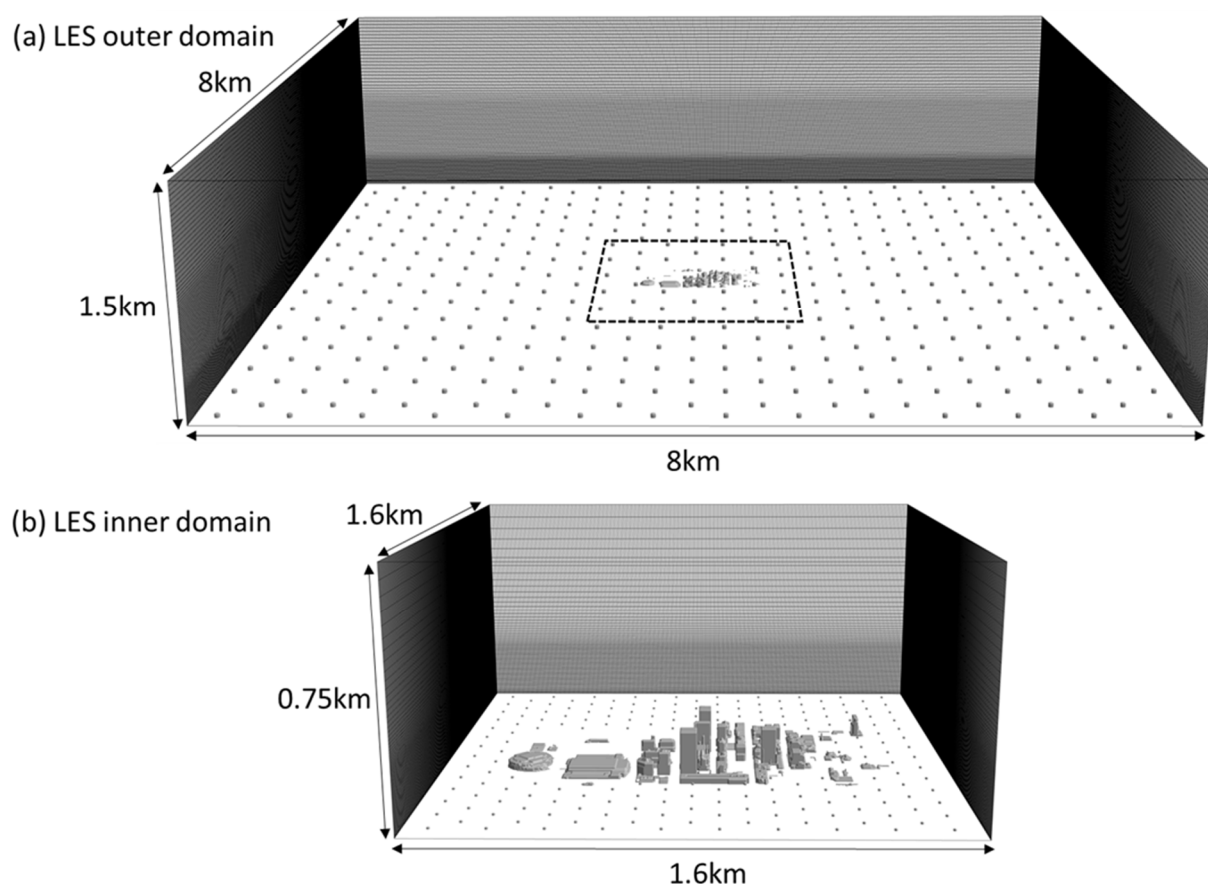 (a) LES outer domain
8km
1.5km
8km
(b) LES inner domain
1.6km
0.75km
1.6km